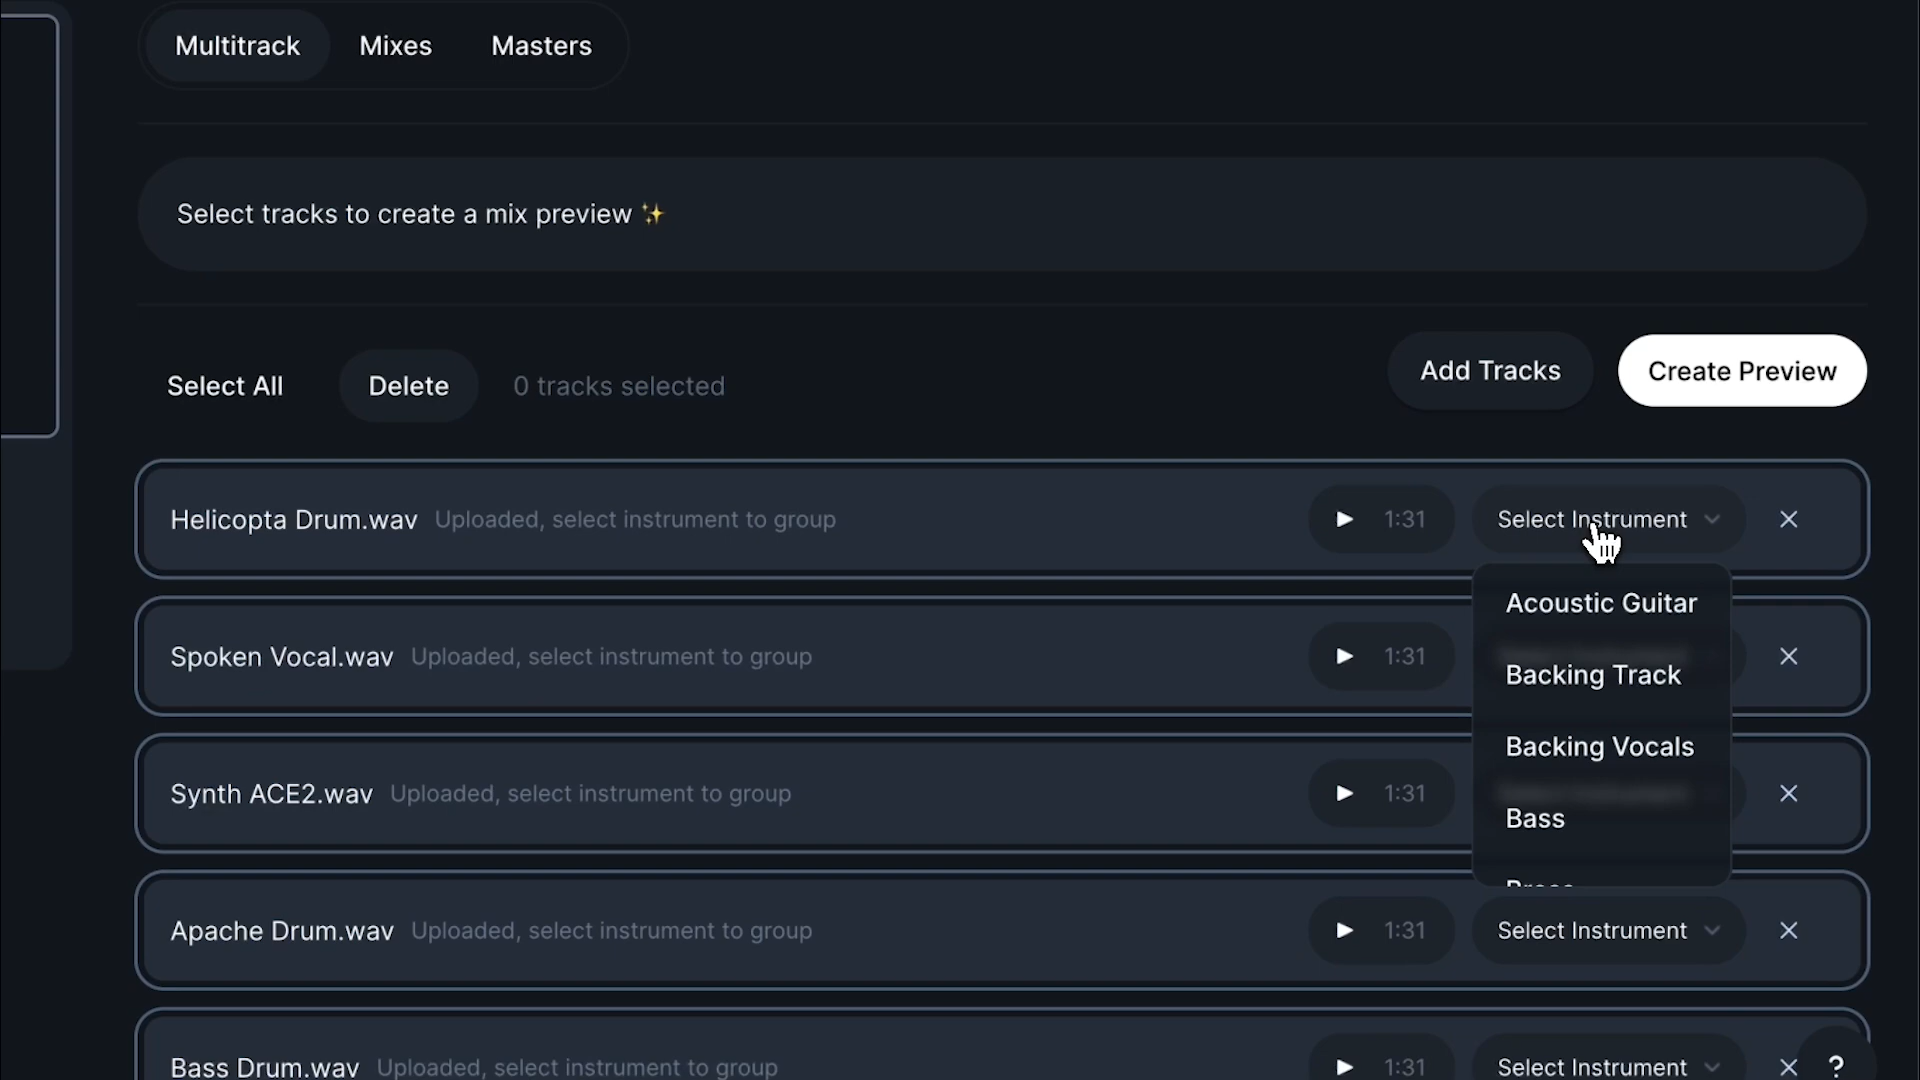 Multitrack Mixes Masters
Select tracks to create a mix preview ✨
Select All Delete 0 tracks selected Add Tracks Create Preview
Helicopta Drum.wav Uploaded, select instrument to group 1:31 Select Instrument
Acoustic Guitar
Spoken Vocal.wav Uploaded, select instrument to group 1:31
Backing Track
Backing Vocals
Synth ACE2.wav Uploaded, select instrument to group 1:31
Bass
Apache Drum.wav Uploaded, select instrument to group 1:31 Select Instrument
Bass Drum.wav Uploaded, select instrument to group 1:31 Select Instrument ?